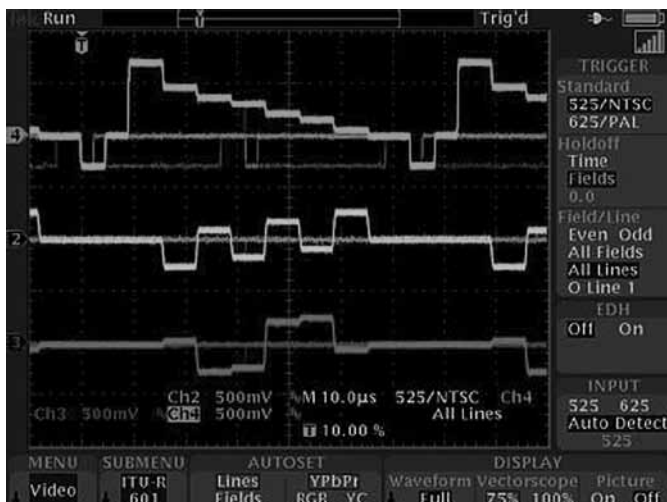 Run Trig'd
T
U
TRIGGER
Standard
525/NTSC
625/PAL
4
Holdoff
Time
Fields
0.0
Field/Line
2
Even Odd
All Fields
All Lines
O Line 1
EDH
Off On
3
INPUT
Ch2 500mV M 10.0µs 525/NTSC Ch4
525 625
Ch3 500mV Ch4 500mV All Lines
Auto Detect
T 10.00 %
525
MENU SUBMENU AUTOSET DISPLAY
Video ITU-R 601 Lines Fields YPbPr RGB YC Waveform Full Vectorscope 75% 100% Picture On Off